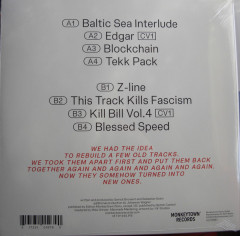 A1 Baltic Sea Interlude
A2 Edgar CV1
A3 Blockchain
A4 Tekk Pack
B1 Z-line
B2 This Track Kills Fascism
B3 Kill Bill Vol.4 CV1
B4 Blessed Speed
WE HAD THE IDEA
TO REBUILD A FEW OLD TRACKS.
WE TOOK THEM APART FIRST AND PUT THEM BACK
TOGETHER AGAIN AND AGAIN AND AGAIN AND AGAIN.
NOW THEY SOMEHOW TURNED INTO
NEW ONES.
MONKEYTOWN
RECORDS